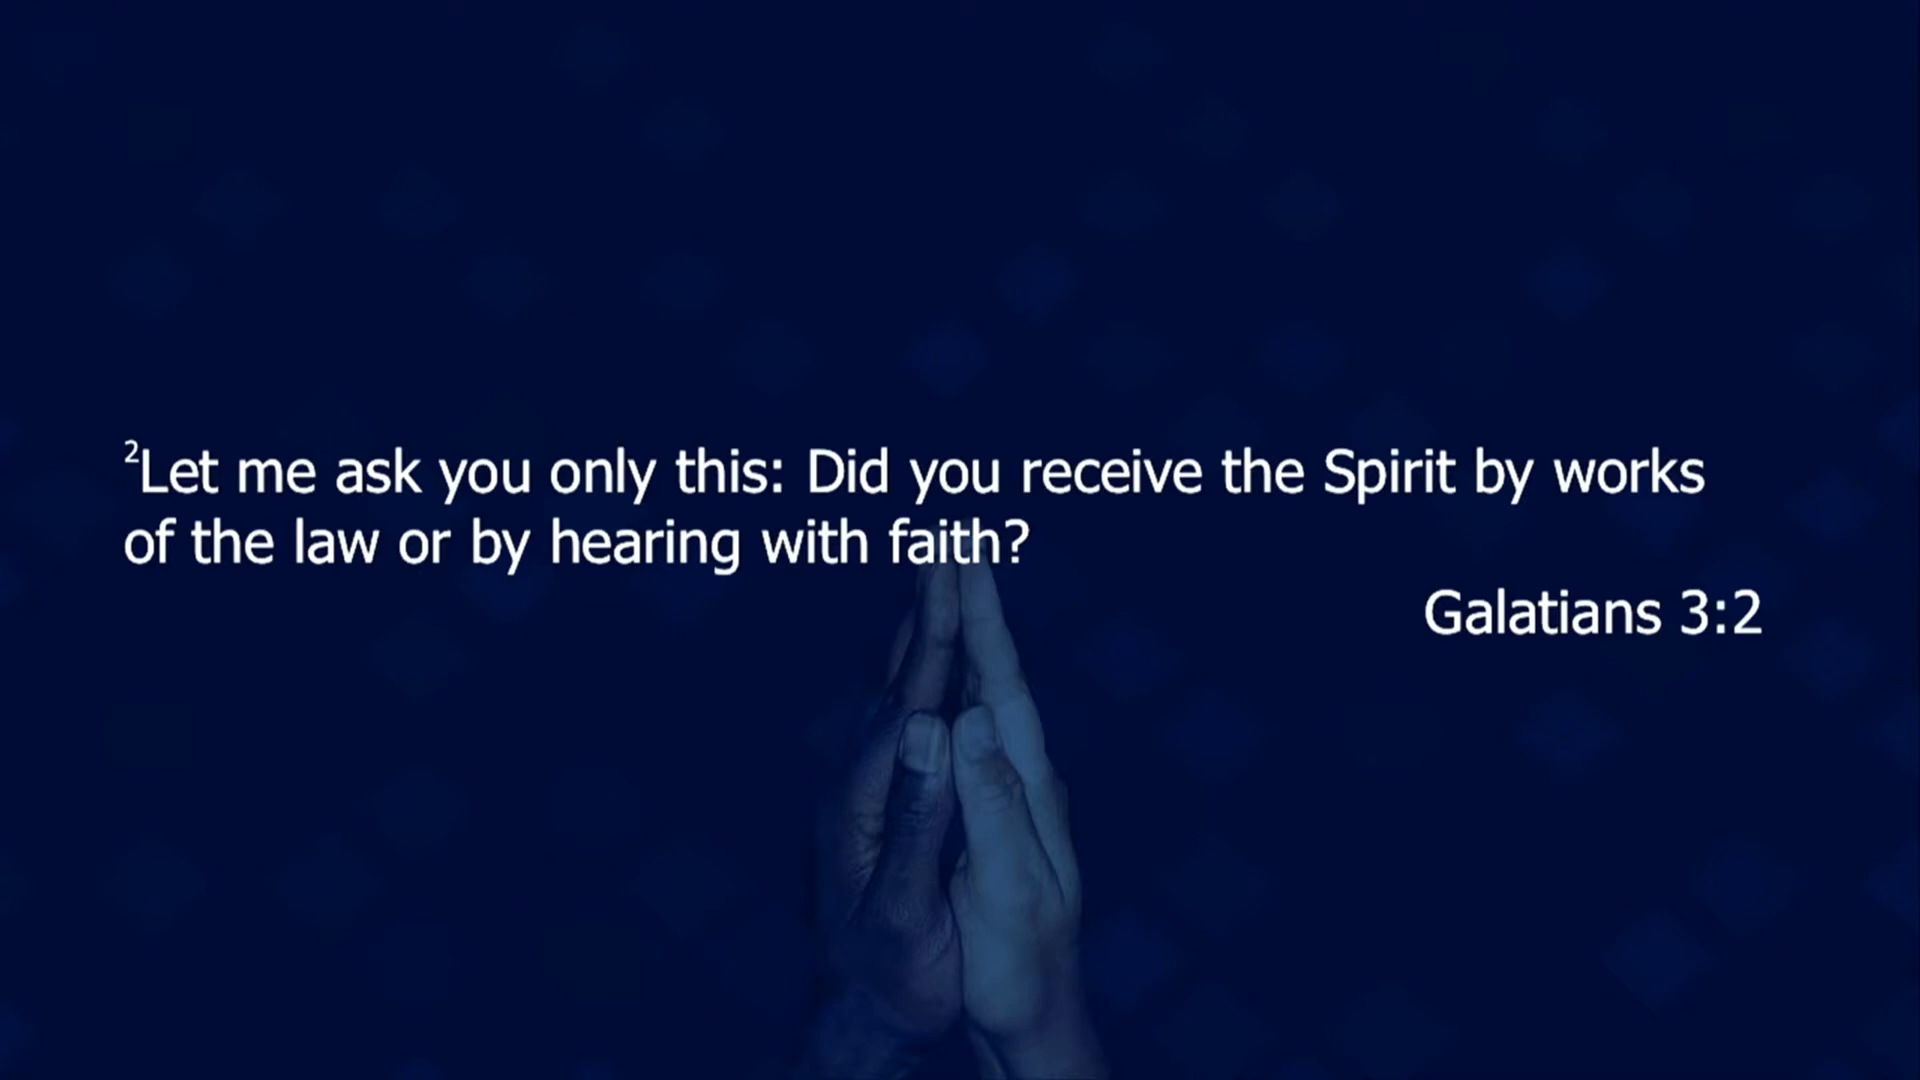 ²Let me ask you only this: Did you receive the Spirit by works
of the law or by hearing with faith?
Galatians 3:2